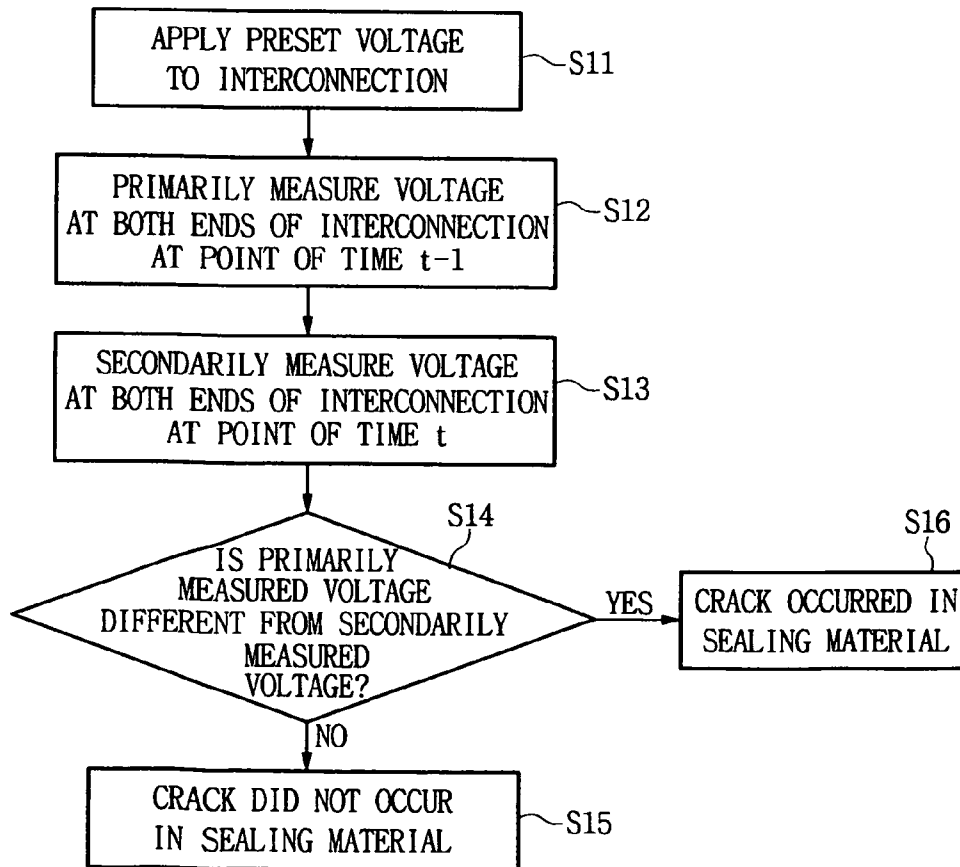 APPLY PRESET VOLTAGE
TO INTERCONNECTION
S11
PRIMARILY MEASURE VOLTAGE
AT BOTH ENDS OF INTERCONNECTION
AT POINT OF TIME t-1
S12
SECONDARILY MEASURE VOLTAGE
AT BOTH ENDS OF INTERCONNECTION
AT POINT OF TIME t
S13
S14
IS PRIMARILY
MEASURED VOLTAGE
DIFFERENT FROM SECONDARILY
MEASURED
VOLTAGE?
YES
S16
CRACK OCCURRED IN
SEALING MATERIAL
NO
CRACK DID NOT OCCUR
IN SEALING MATERIAL
S15